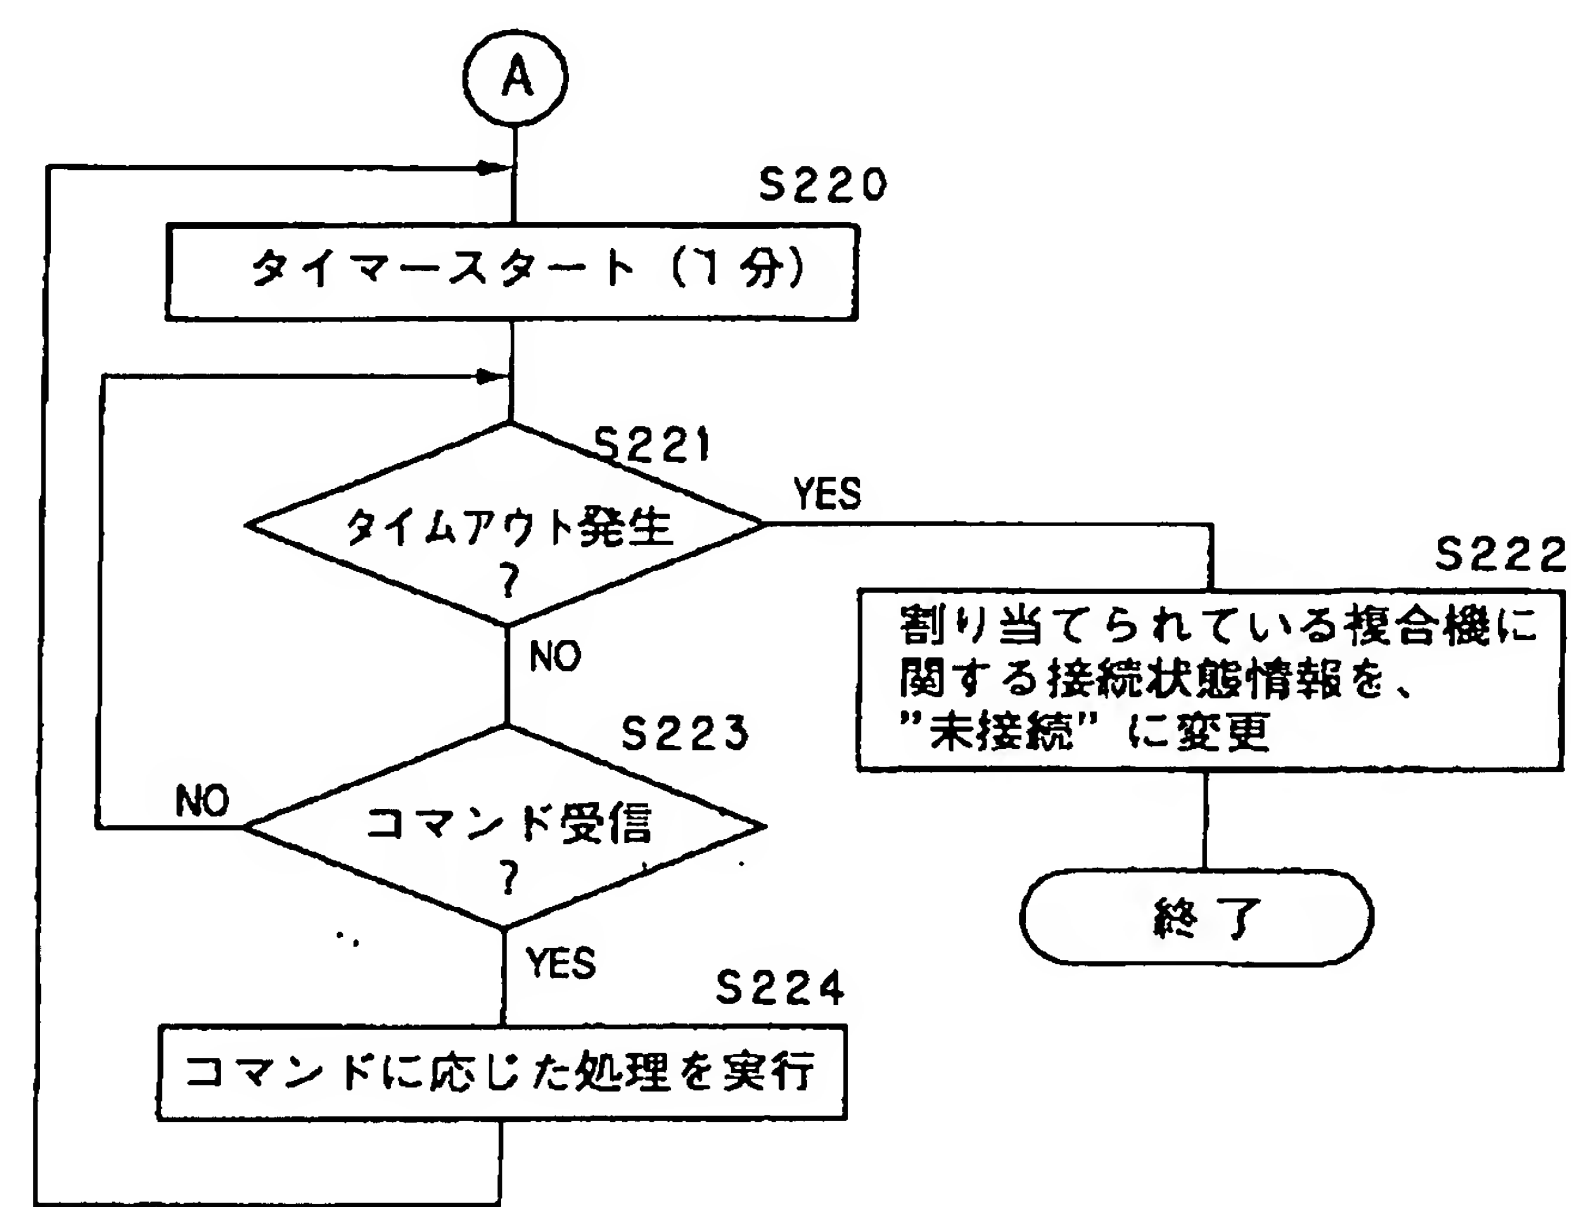 A
S220
タイマースタート（1分）
S221
タイムアウト発生
?
YES
NO
S222
割り当てられている複合機に
関する接続状態情報を、
”未接続”に変更
S223
コマンド受信
?
NO
YES
終了
S224
コマンドに応じた処理を実行